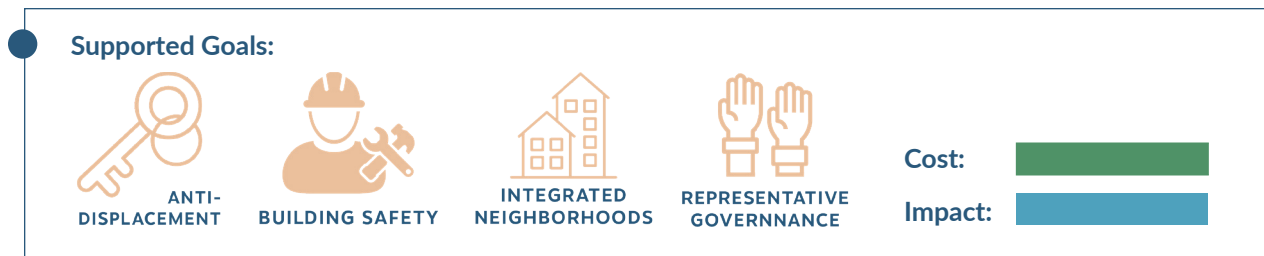 Supported Goals:
ANTI-
DISPLACEMENT
BUILDING SAFETY
INTEGRATED
NEIGHBORHOODS
REPRESENTATIVE
GOVERNNANCE
Cost:
Impact: